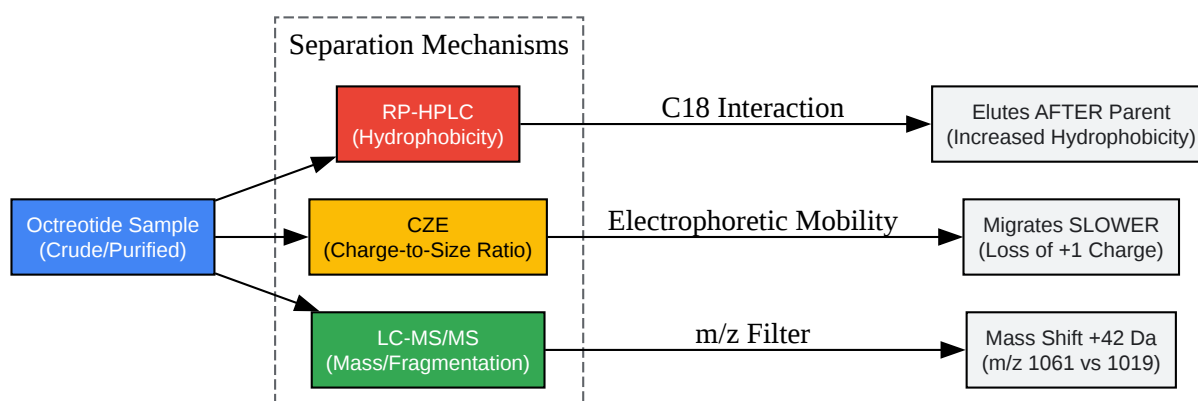 Separation Mechanisms
RP-HPLC
(Hydrophobicity)
C18 Interaction
Elutes AFTER Parent
(Increased Hydrophobicity)
Octreotide Sample
(Crude/Purified)
CZE
(Charge-to-Size Ratio)
Electrophoretic Mobility
Migrates SLOWER
(Loss of +1 Charge)
LC-MS/MS
(Mass/Fragmentation)
m/z Filter
Mass Shift +42 Da
(m/z 1061 vs 1019)